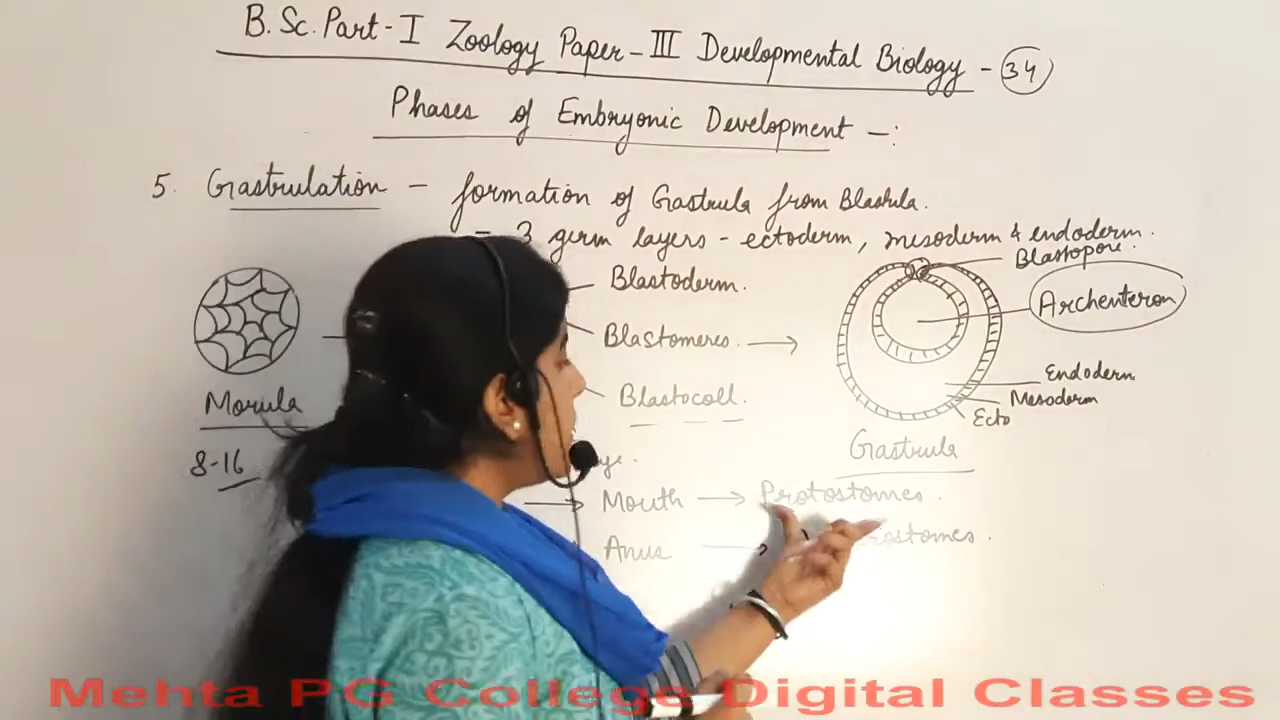 B.Sc. Part-I Zoology Paper-III Developmental Biology - 34
Phases of Embryonic Development -:
5. Gastrulation - formation of Gastrula from Blastula.
- 3 germ layers - ectoderm, mesoderm & endoderm.
Blastopore.
Blastoderm.
Archenteron
Blastomeres.
Endoderm
Blastocoel.
Mesoderm
Morula
Ecto
Gastrula
8-16
Mouth → Protostomes.
Anus
Mehta PG College Digital Classes